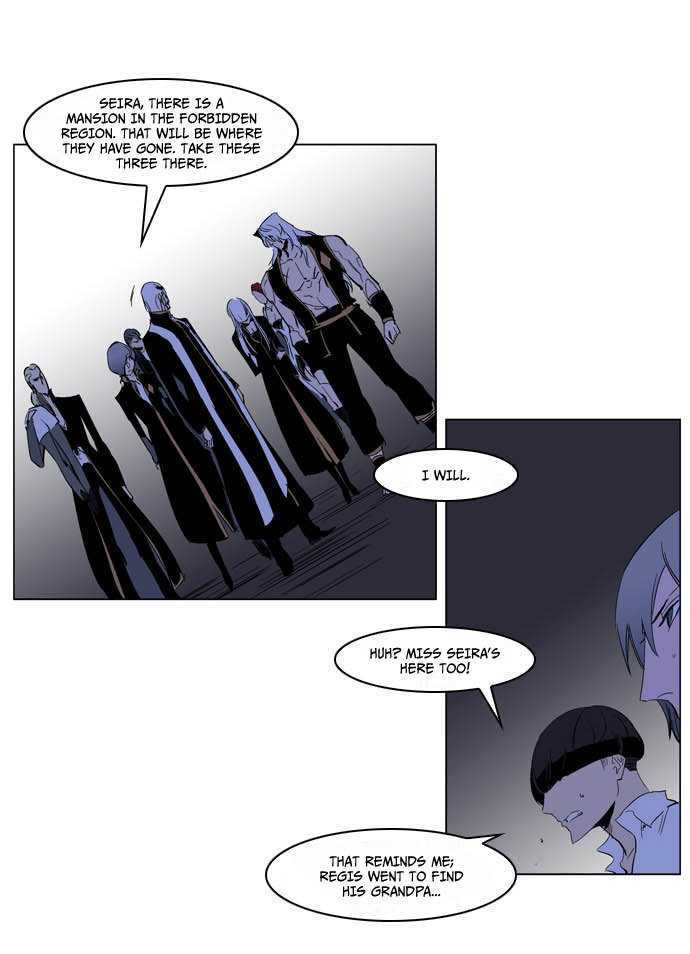 SEIRA, THERE IS A
MANSION IN THE FORBIDDEN
REGION. THAT WILL BE WHERE
THEY HAVE GONE. TAKE THESE
THREE THERE.
I WILL.
HUH? MISS SEIRA'S
HERE TOO!
THAT REMINDS ME;
REGIS WENT TO FIND
HIS GRANDPA...